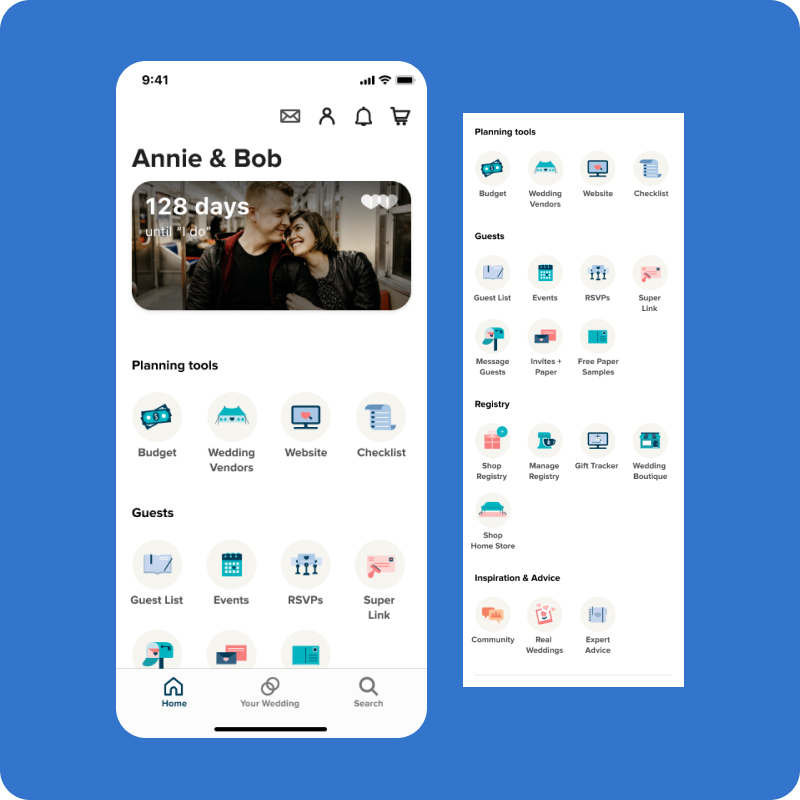 9:41
Annie & Bob
128 days
until “I do”
Planning tools
Budget
Wedding
Vendors
Website
Checklist
Guests
Guest List
Events
RSVPs
Super
Link
Home
Your Wedding
Search
Planning tools
Budget
Wedding
Vendors
Website
Checklist
Guests
Guest List
Events
RSVPs
Super
Link
Message
Guests
Invites +
Paper
Free Paper
Samples
Registry
Shop
Registry
Manage
Registry
Gift Tracker
Wedding
Boutique
Shop
Home Store
Inspiration & Advice
Community
Real
Weddings
Expert
Advice